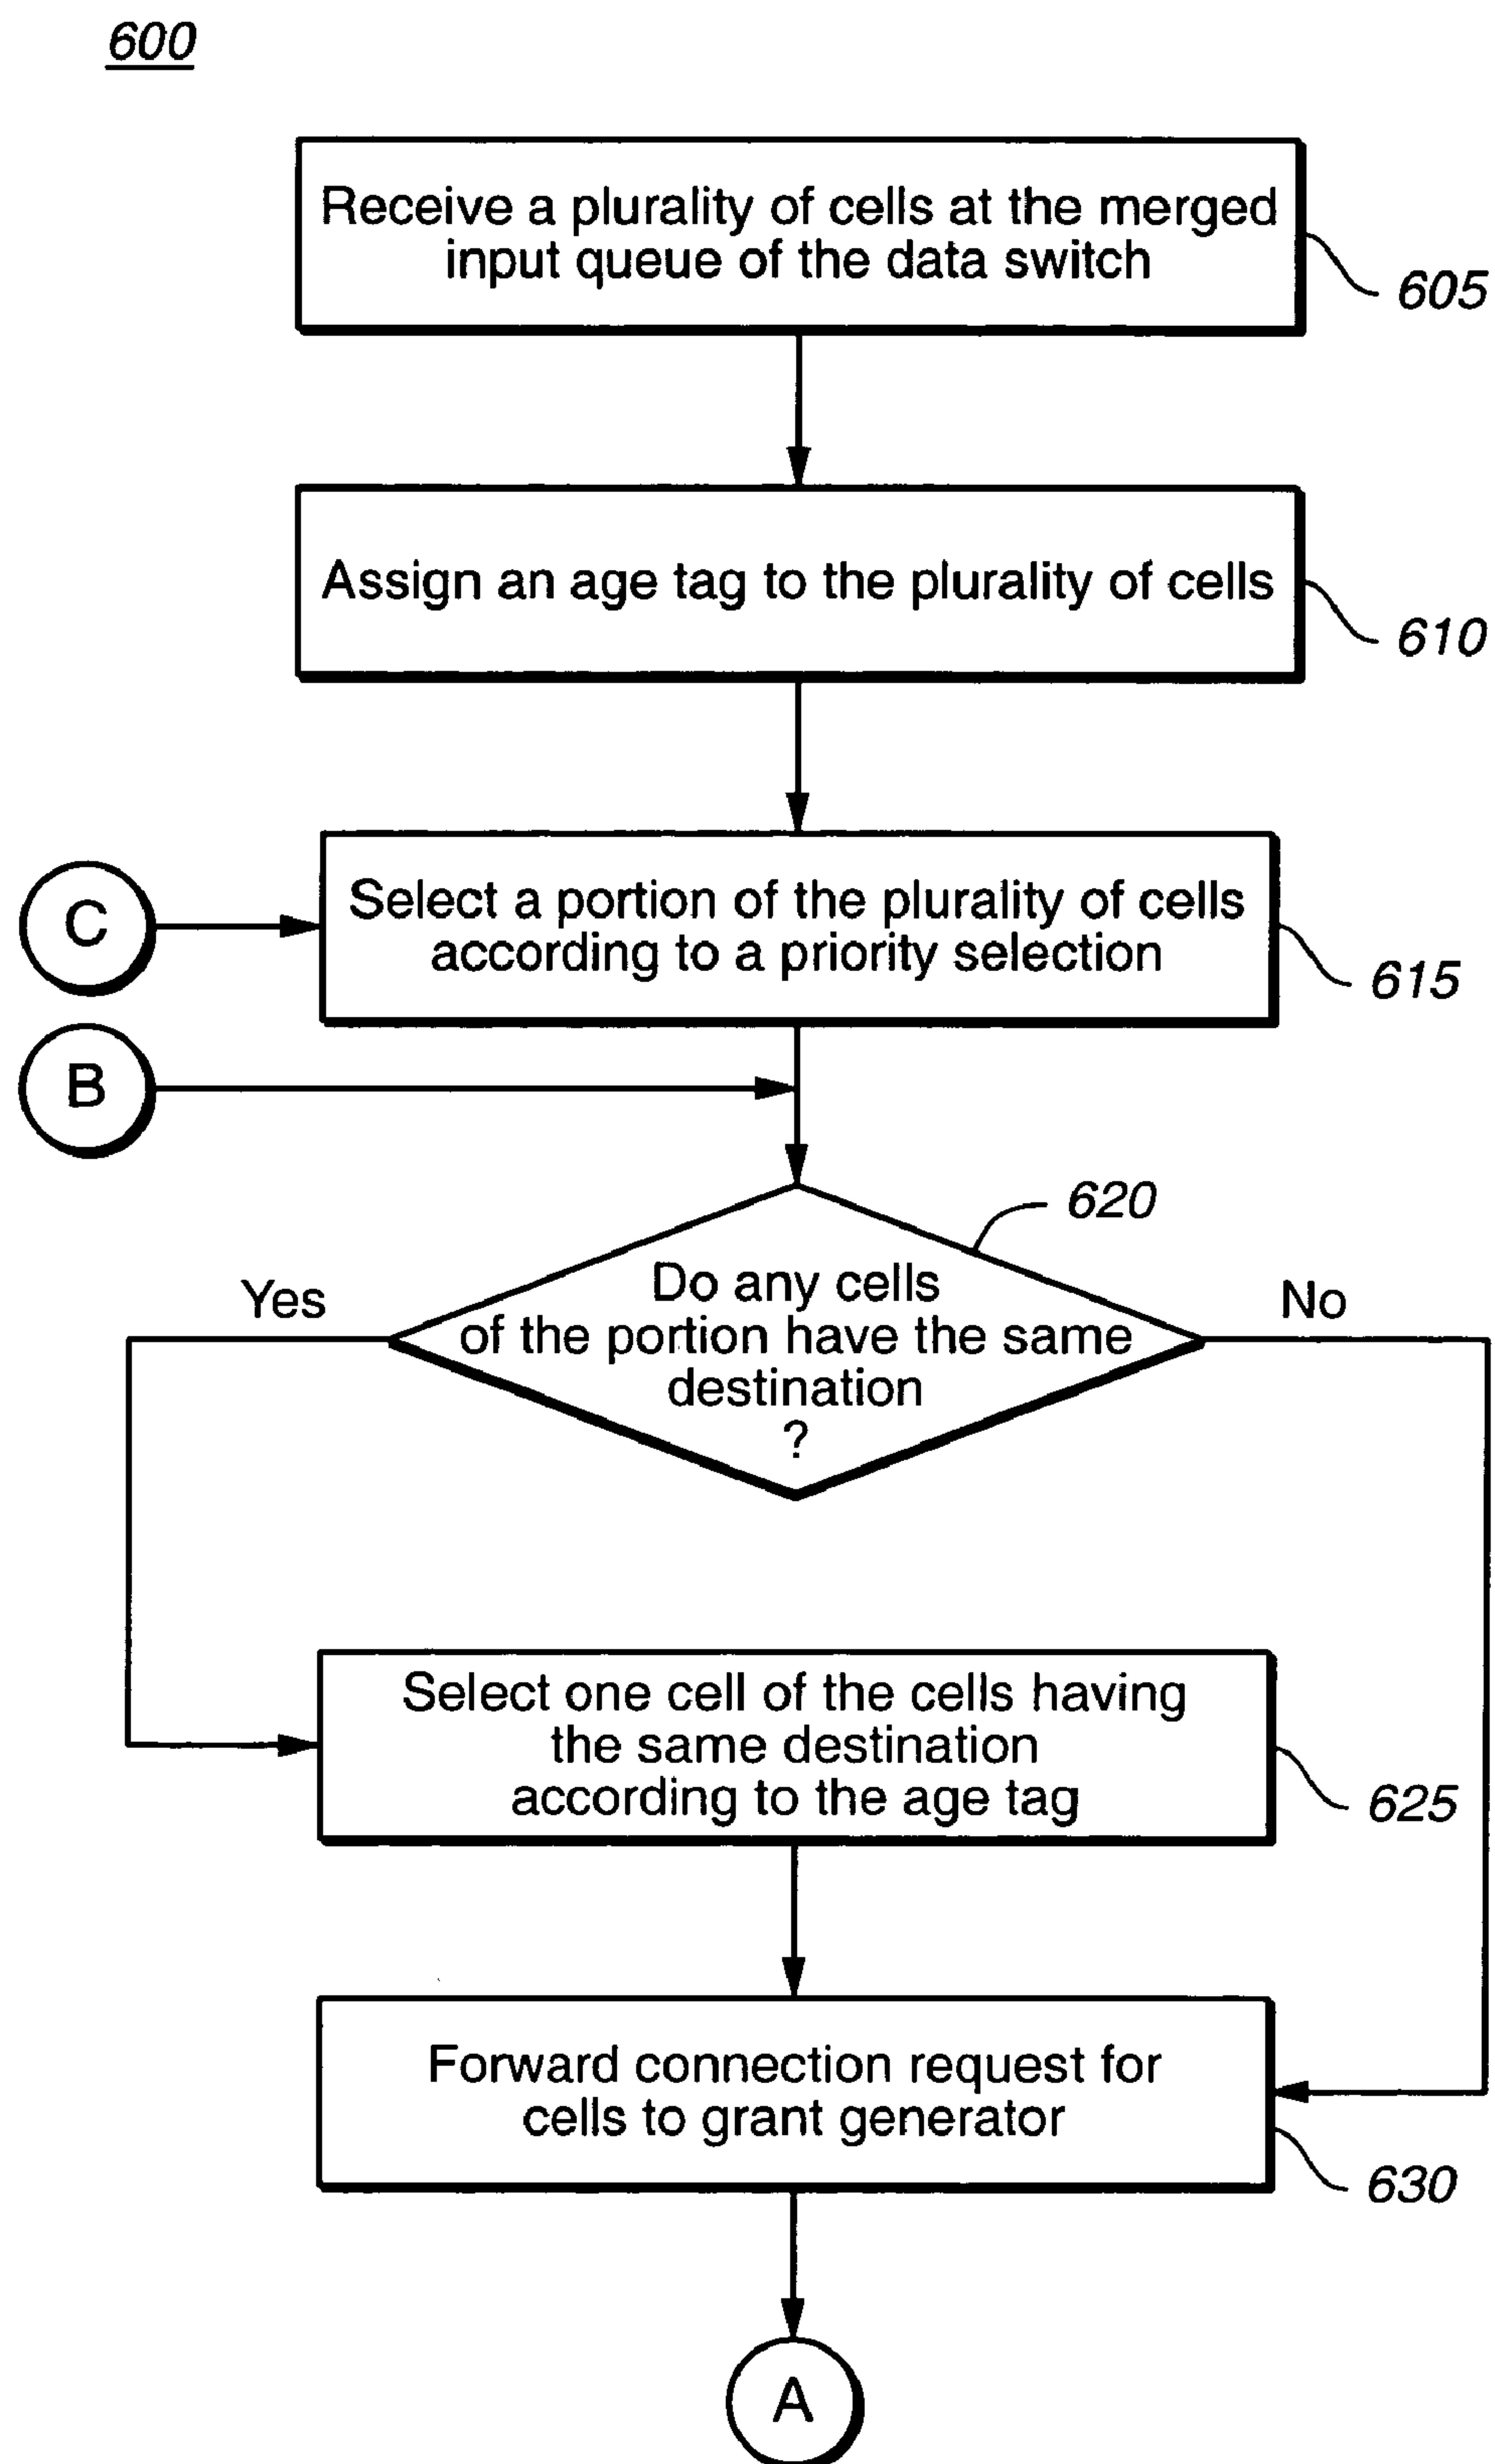 600
Receive a plurality of cells at the merged
input queue of the data switch
605
Assign an age tag to the plurality of cells
610
C
Select a portion of the plurality of cells
according to a priority selection
615
B
620
Yes
Do any cells
of the portion have the same
destination
?
No
Select one cell of the cells having
the same destination
according to the age tag
625
Forward connection request for
cells to grant generator
630
A